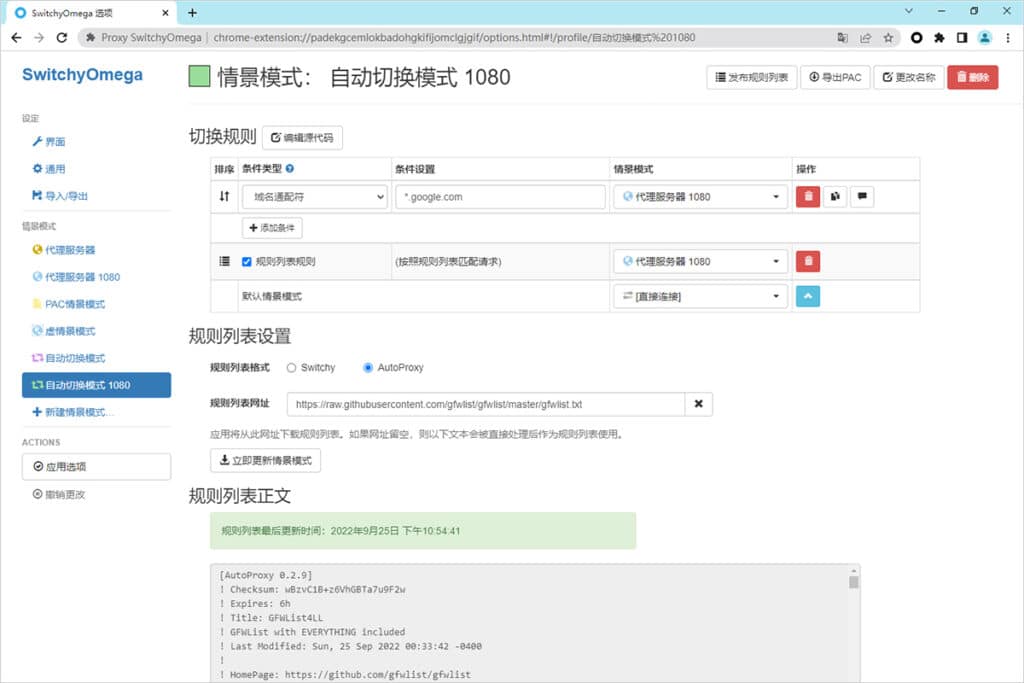 SwitchyOmega 选项
Proxy SwitchyOmega | chrome-extension://padekgcemlokbadohgkifijomclgjgif/options.html#!/profile/自动切换模式%201080
SwitchyOmega
设定
界面
通用
导入/导出
情景模式
代理服务器
代理服务器 1080
PAC情景模式
虚情景模式
自动切换模式
自动切换模式 1080
新建情景模式...
ACTIONS
应用选项
撤销更改
情景模式： 自动切换模式 1080
发布规则列表 导出PAC 更改名称 删除
切换规则 编辑源代码
排序 条件类型 条件设置 情景模式 操作
域名通配符 *.google.com 代理服务器 1080
添加条件
规则列表规则 (按照规则列表匹配请求) 代理服务器 1080
默认情景模式 [直接连接]
规则列表设置
规则列表格式 Switchy AutoProxy
规则列表网址 https://raw.githubusercontent.com/gfwlist/gfwlist/master/gfwlist.txt
应用将从此网址下载规则列表。如果网址留空，则以下文本会被直接处理后作为规则列表使用。
立即更新情景模式
规则列表正文
规则列表最后更新时间：2022年9月25日 下午10:54:41
[AutoProxy 0.2.9]
! Checksum: wBzvC1B+z6VhGBTa7u9F2w
! Expires: 6h
! Title: GFWList4LL
! GFWList with EVERYTHING included
! Last Modified: Sun, 25 Sep 2022 00:33:42 -0400
!
! HomePage: https://github.com/gfwlist/gfwlist